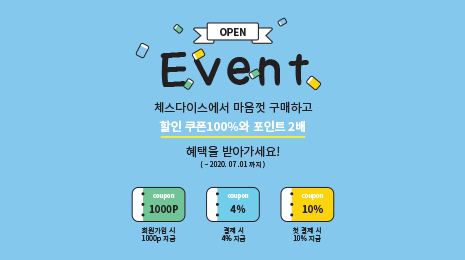 OPEN
Event
체스다이스에서 마음껏 구매하고
할인 쿠폰100%와 포인트 2배
혜택을 받아가세요!
( ~ 2020. 07. 01 까지 )
coupon
1000P
회원가입 시
1000p 지급
coupon
4%
결제 시
4% 지급
coupon
10%
첫 결제 시
10% 지급